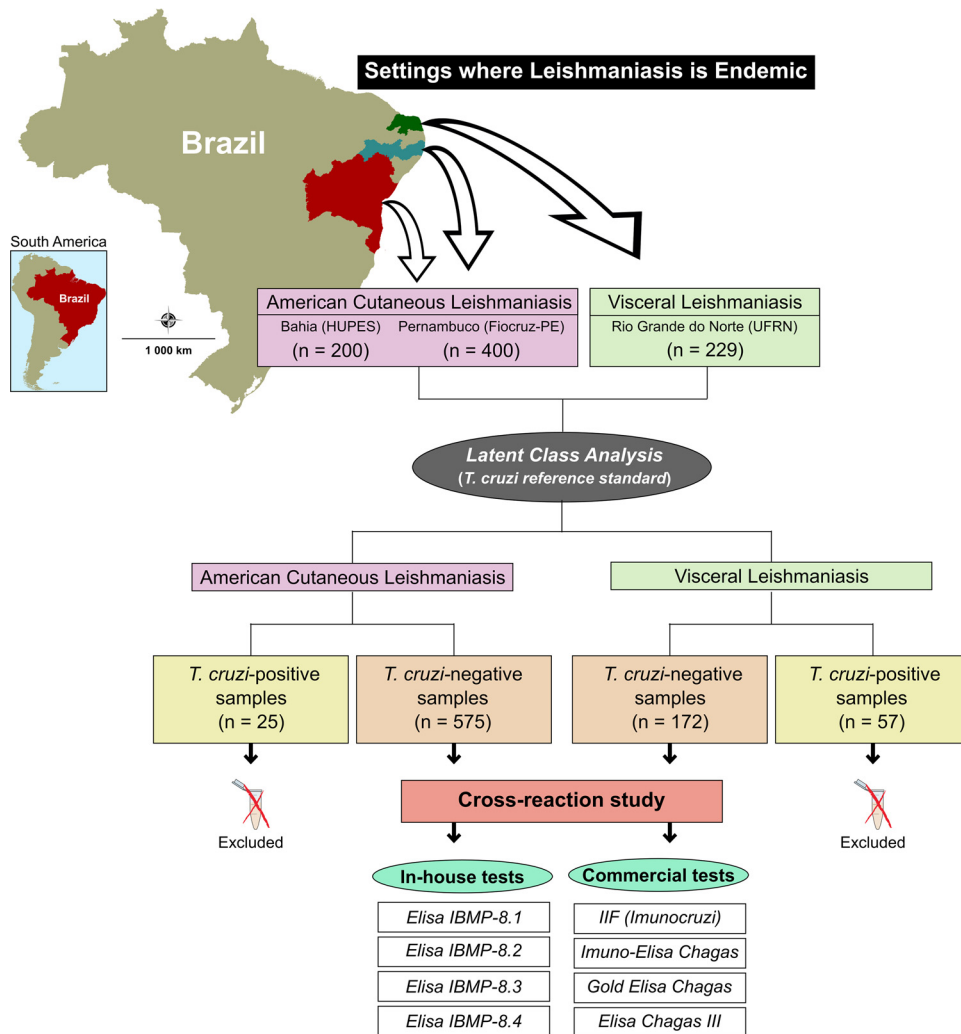 Settings where Leishmaniasis is Endemic
Brazil
South America
Brazil
1 000 km
American Cutaneous Leishmaniasis
Bahia (HUPES)
(n = 200)
Pernambuco (Fiocruz-PE)
(n = 400)
Visceral Leishmaniasis
Rio Grande do Norte (UFRN)
(n = 229)
Latent Class Analysis
(T. cruzi reference standard)
American Cutaneous Leishmaniasis
Visceral Leishmaniasis
T. cruzi-positive
samples
(n = 25)
T. cruzi-negative
samples
(n = 575)
T. cruzi-negative
samples
(n = 172)
T. cruzi-positive
samples
(n = 57)
Excluded
Cross-reaction study
Excluded
In-house tests
Elisa IBMP-8.1
Elisa IBMP-8.2
Elisa IBMP-8.3
Elisa IBMP-8.4
Commercial tests
IIF (Imunocruzi)
Imuno-Elisa Chagas
Gold Elisa Chagas
Elisa Chagas III